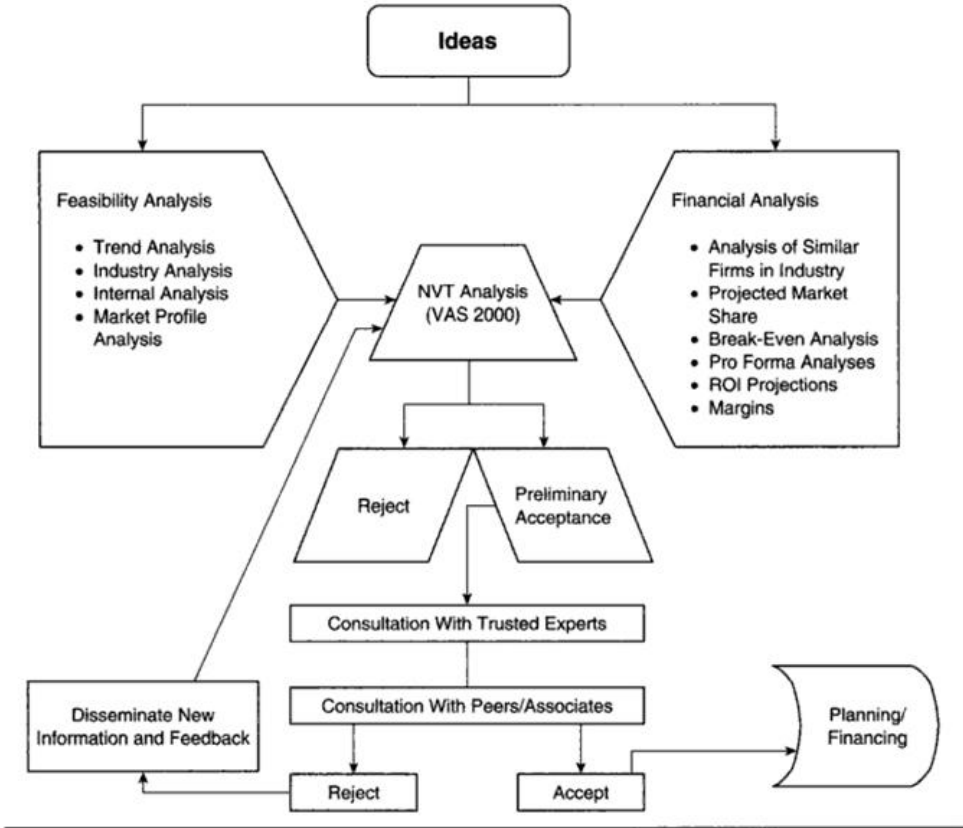 Ideas
Feasibility Analysis
• Trend Analysis
• Industry Analysis
• Internal Analysis
• Market Profile
Analysis
NVT Analysis
(VAS 2000)
Financial Analysis
• Analysis of Similar
Firms in Industry
• Projected Market
Share
• Break-Even Analysis
• Pro Forma Analyses
• ROI Projections
• Margins
Reject
Preliminary
Acceptance
Consultation With Trusted Experts
Consultation With Peers/Associates
Disseminate New
Information and Feedback
Reject
Accept
Planning/
Financing